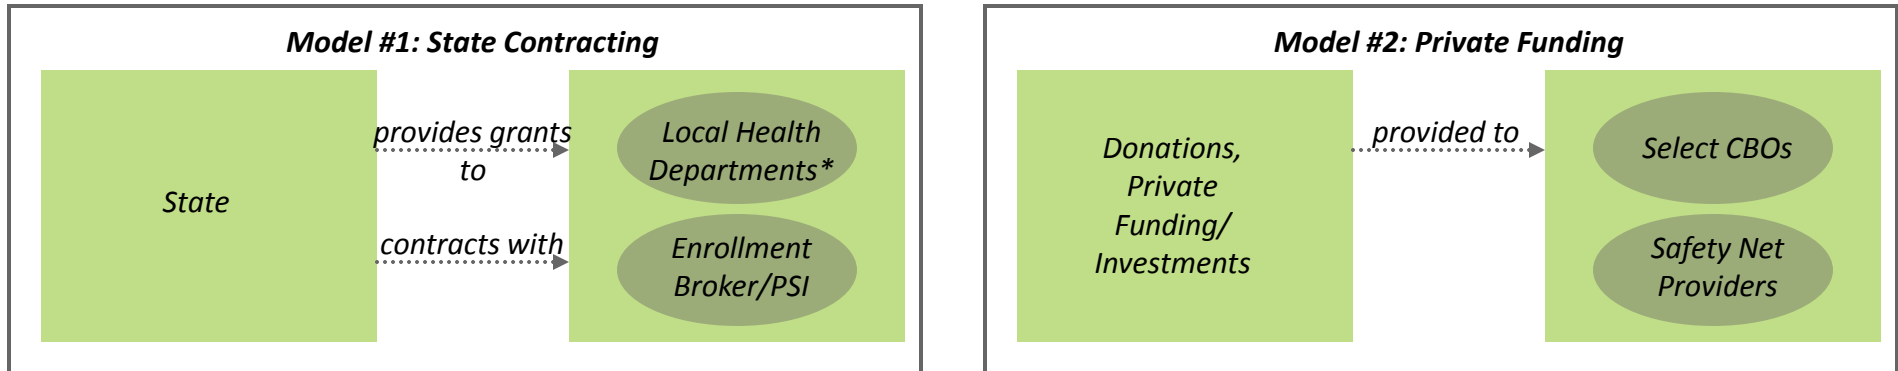 Model #1: State Contracting
State
provides grants
to
contracts with
Local Health
Departments*
Enrollment
Broker/PSI
Model #2: Private Funding
Donations,
Private
Funding/
Investments
provided to
Select CBOs
Safety Net
Providers